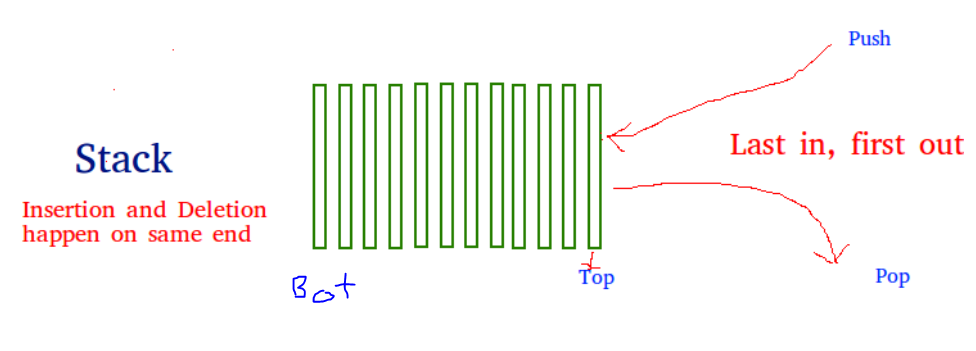 Push
Last in, first out
Stack
Insertion and Deletion
happen on same end
Bot
Top
Pop